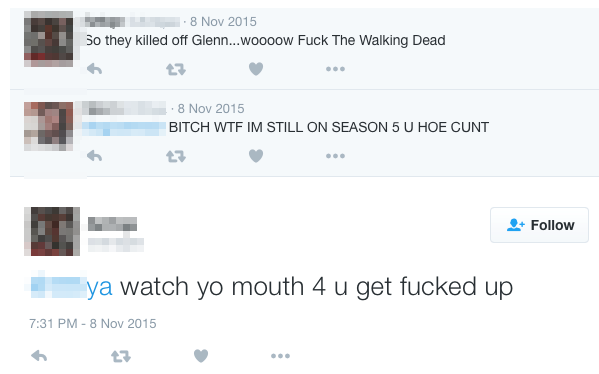 · 8 Nov 2015
So they killed off Glenn...woooow Fuck The Walking Dead
· 8 Nov 2015
BITCH WTF IM STILL ON SEASON 5 U HOE CUNT
Follow
ya watch yo mouth 4 u get fucked up
7:31 PM - 8 Nov 2015